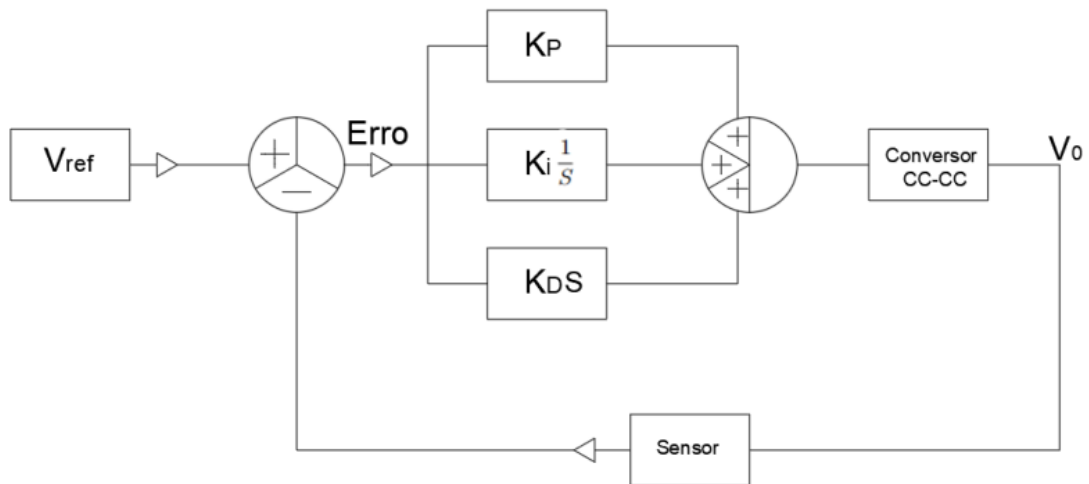 KP
Erro
Vref
+
−
Ki 1/S
+
+
+
Conversor
CC-CC
V0
KDS
Sensor